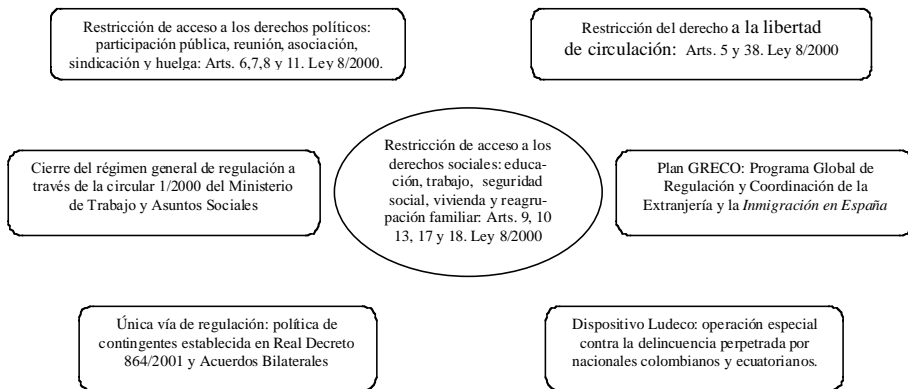 Restricción de acceso a los derechos políticos:
participación pública, reunión, asociación,
sindicación y huelga: Arts. 6,7,8 y 11. Ley 8/2000.
Restricción del derecho a la libertad
de circulación: Arts. 5 y 38. Ley 8/2000
Cierre del régimen general de regulación a
través de la circular 1/2000 del Ministerio
de Trabajo y Asuntos Sociales
Restricción de acceso a los
derechos sociales: educa-
ción, trabajo, seguridad
social, vivienda y reagru-
pación familiar: Arts. 9, 10
13, 17 y 18. Ley 8/2000
Plan GRECO: Programa Global de
Regulación y Coordinación de la
Extranjería y la Inmigración en España
Única vía de regulación: política de
contingentes establecida en Real Decreto
864/2001 y Acuerdos Bilaterales
Dispositivo Ludeco: operación especial
contra la delincuencia perpetrada por
nacionales colombianos y ecuatorianos.